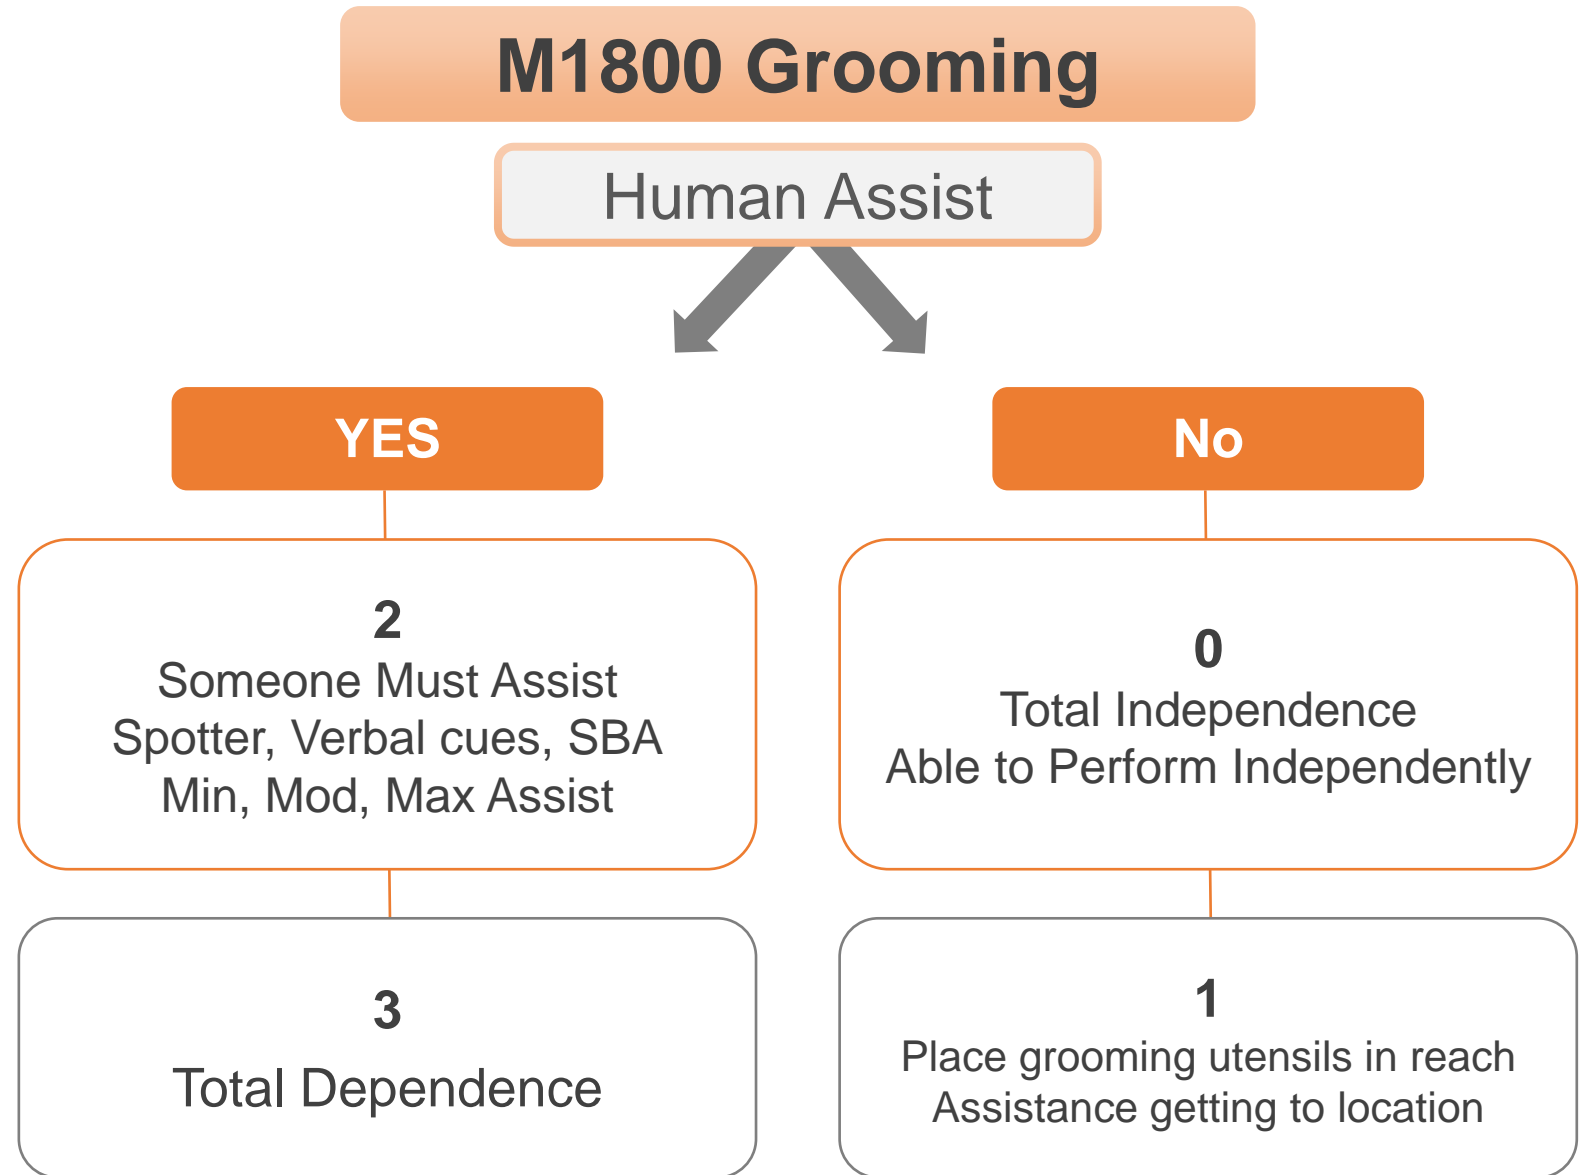 M1800 Grooming
Human Assist
YES
2
Someone Must Assist
Spotter, Verbal cues, SBA
Min, Mod, Max Assist
3
Total Dependence
No
0
Total Independence
Able to Perform Independently
1
Place grooming utensils in reach
Assistance getting to location